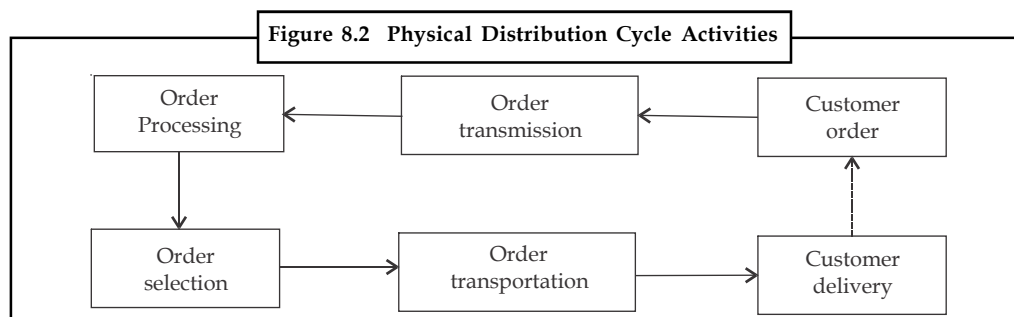 Figure 8.2 Physical Distribution Cycle Activities
Order
Processing
Order
transmission
Customer
order
Order
selection
Order
transportation
Customer
delivery